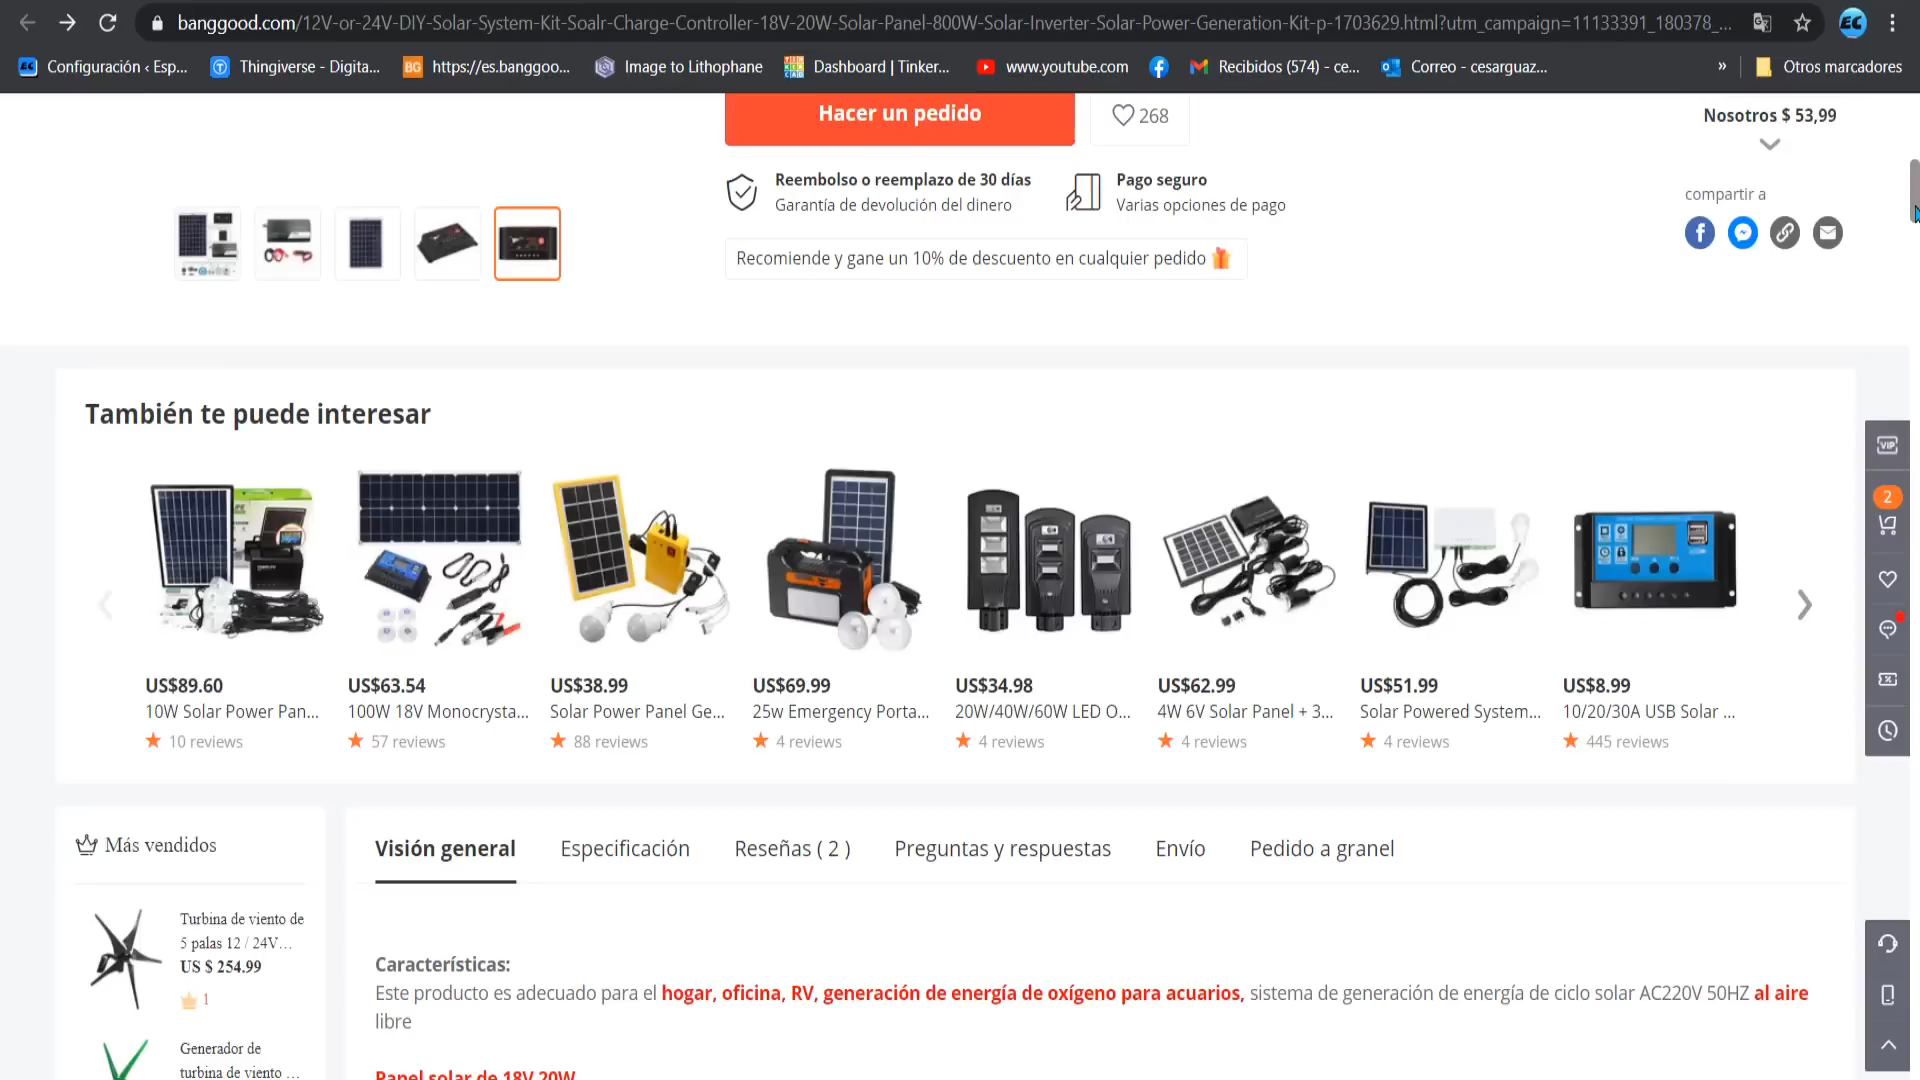 banggood.com/12V-or-24V-DIY-Solar-System-Kit-Soalr-Charge-Controller-18V-20W-Solar-Panel-800W-Solar-Inverter-Solar-Power-Generation-Kit-p-1703629.html?utm_campaign=11133391_180378_...
Configuración ‹ Esp... Thingiverse - Digita... BG https://es.banggoo... Image to Lithophane Dashboard | Tinker... www.youtube.com Recibidos (574) - ce... Correo - cesarguaz... » Otros marcadores
Hacer un pedido 268
Nosotros $ 53,99
Reembolso o reemplazo de 30 días
Garantía de devolución del dinero
Pago seguro
Varias opciones de pago
compartir a
Recomiende y gane un 10% de descuento en cualquier pedido
También te puede interesar
VIP
2
US$89.60 US$63.54 US$38.99 US$69.99 US$34.98 US$62.99 US$51.99 US$8.99
10W Solar Power Pan... 100W 18V Monocrysta... Solar Power Panel Ge... 25w Emergency Porta... 20W/40W/60W LED O... 4W 6V Solar Panel + 3... Solar Powered System... 10/20/30A USB Solar ...
10 reviews 57 reviews 88 reviews 4 reviews 4 reviews 4 reviews 4 reviews 445 reviews
Más vendidos
Visión general Especificación Reseñas ( 2 ) Preguntas y respuestas Envío Pedido a granel
Turbina de viento de
5 palas 12 / 24V...
US $ 254.99
1
Generador de
turbina de viento ...
Características:
Este producto es adecuado para el hogar, oficina, RV, generación de energía de oxígeno para acuarios, sistema de generación de energía de ciclo solar AC220V 50HZ al aire
libre
Panel solar de 18V 20W